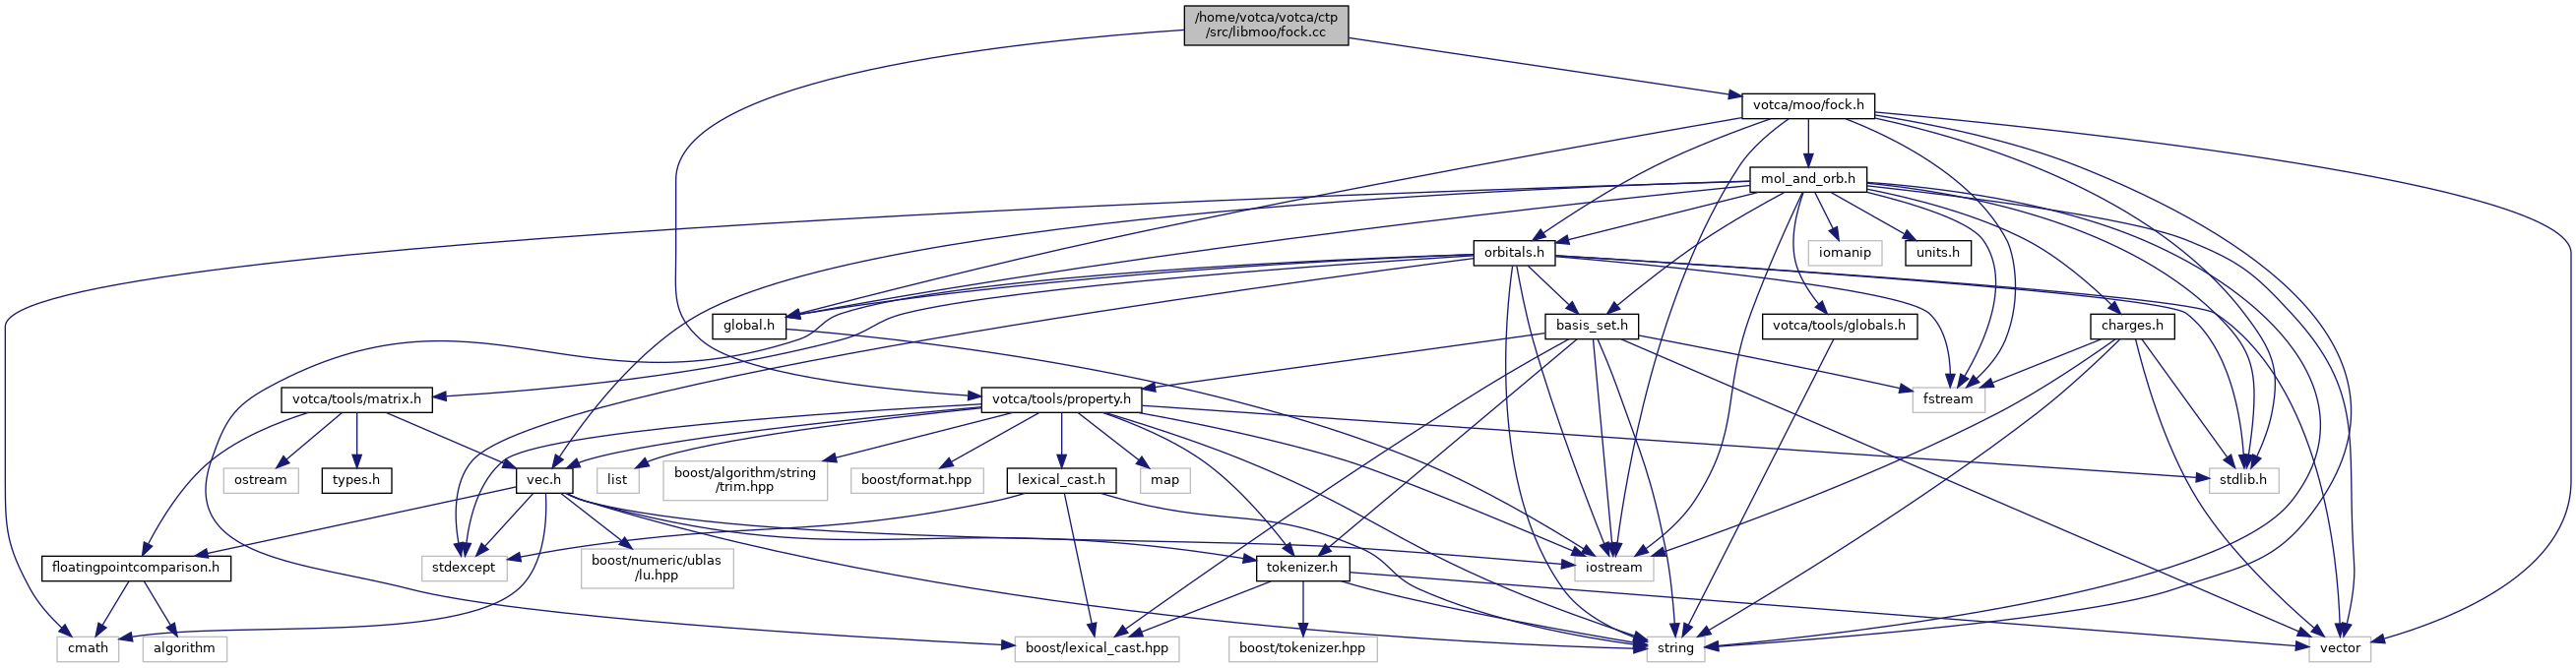 /home/votca/votca/ctp
/src/libmoo/fock.cc
votca/moo/fock.h
mol_and_orb.h
orbitals.h
iomanip
units.h
global.h
basis_set.h
votca/tools/globals.h
charges.h
votca/tools/matrix.h
votca/tools/property.h
fstream
ostream
types.h
vec.h
list
boost/algorithm/string
/trim.hpp
boost/format.hpp
lexical_cast.h
map
stdlib.h
floatingpointcomparison.h
stdexcept
boost/numeric/ublas
/lu.hpp
tokenizer.h
iostream
cmath
algorithm
boost/lexical_cast.hpp
boost/tokenizer.hpp
string
vector